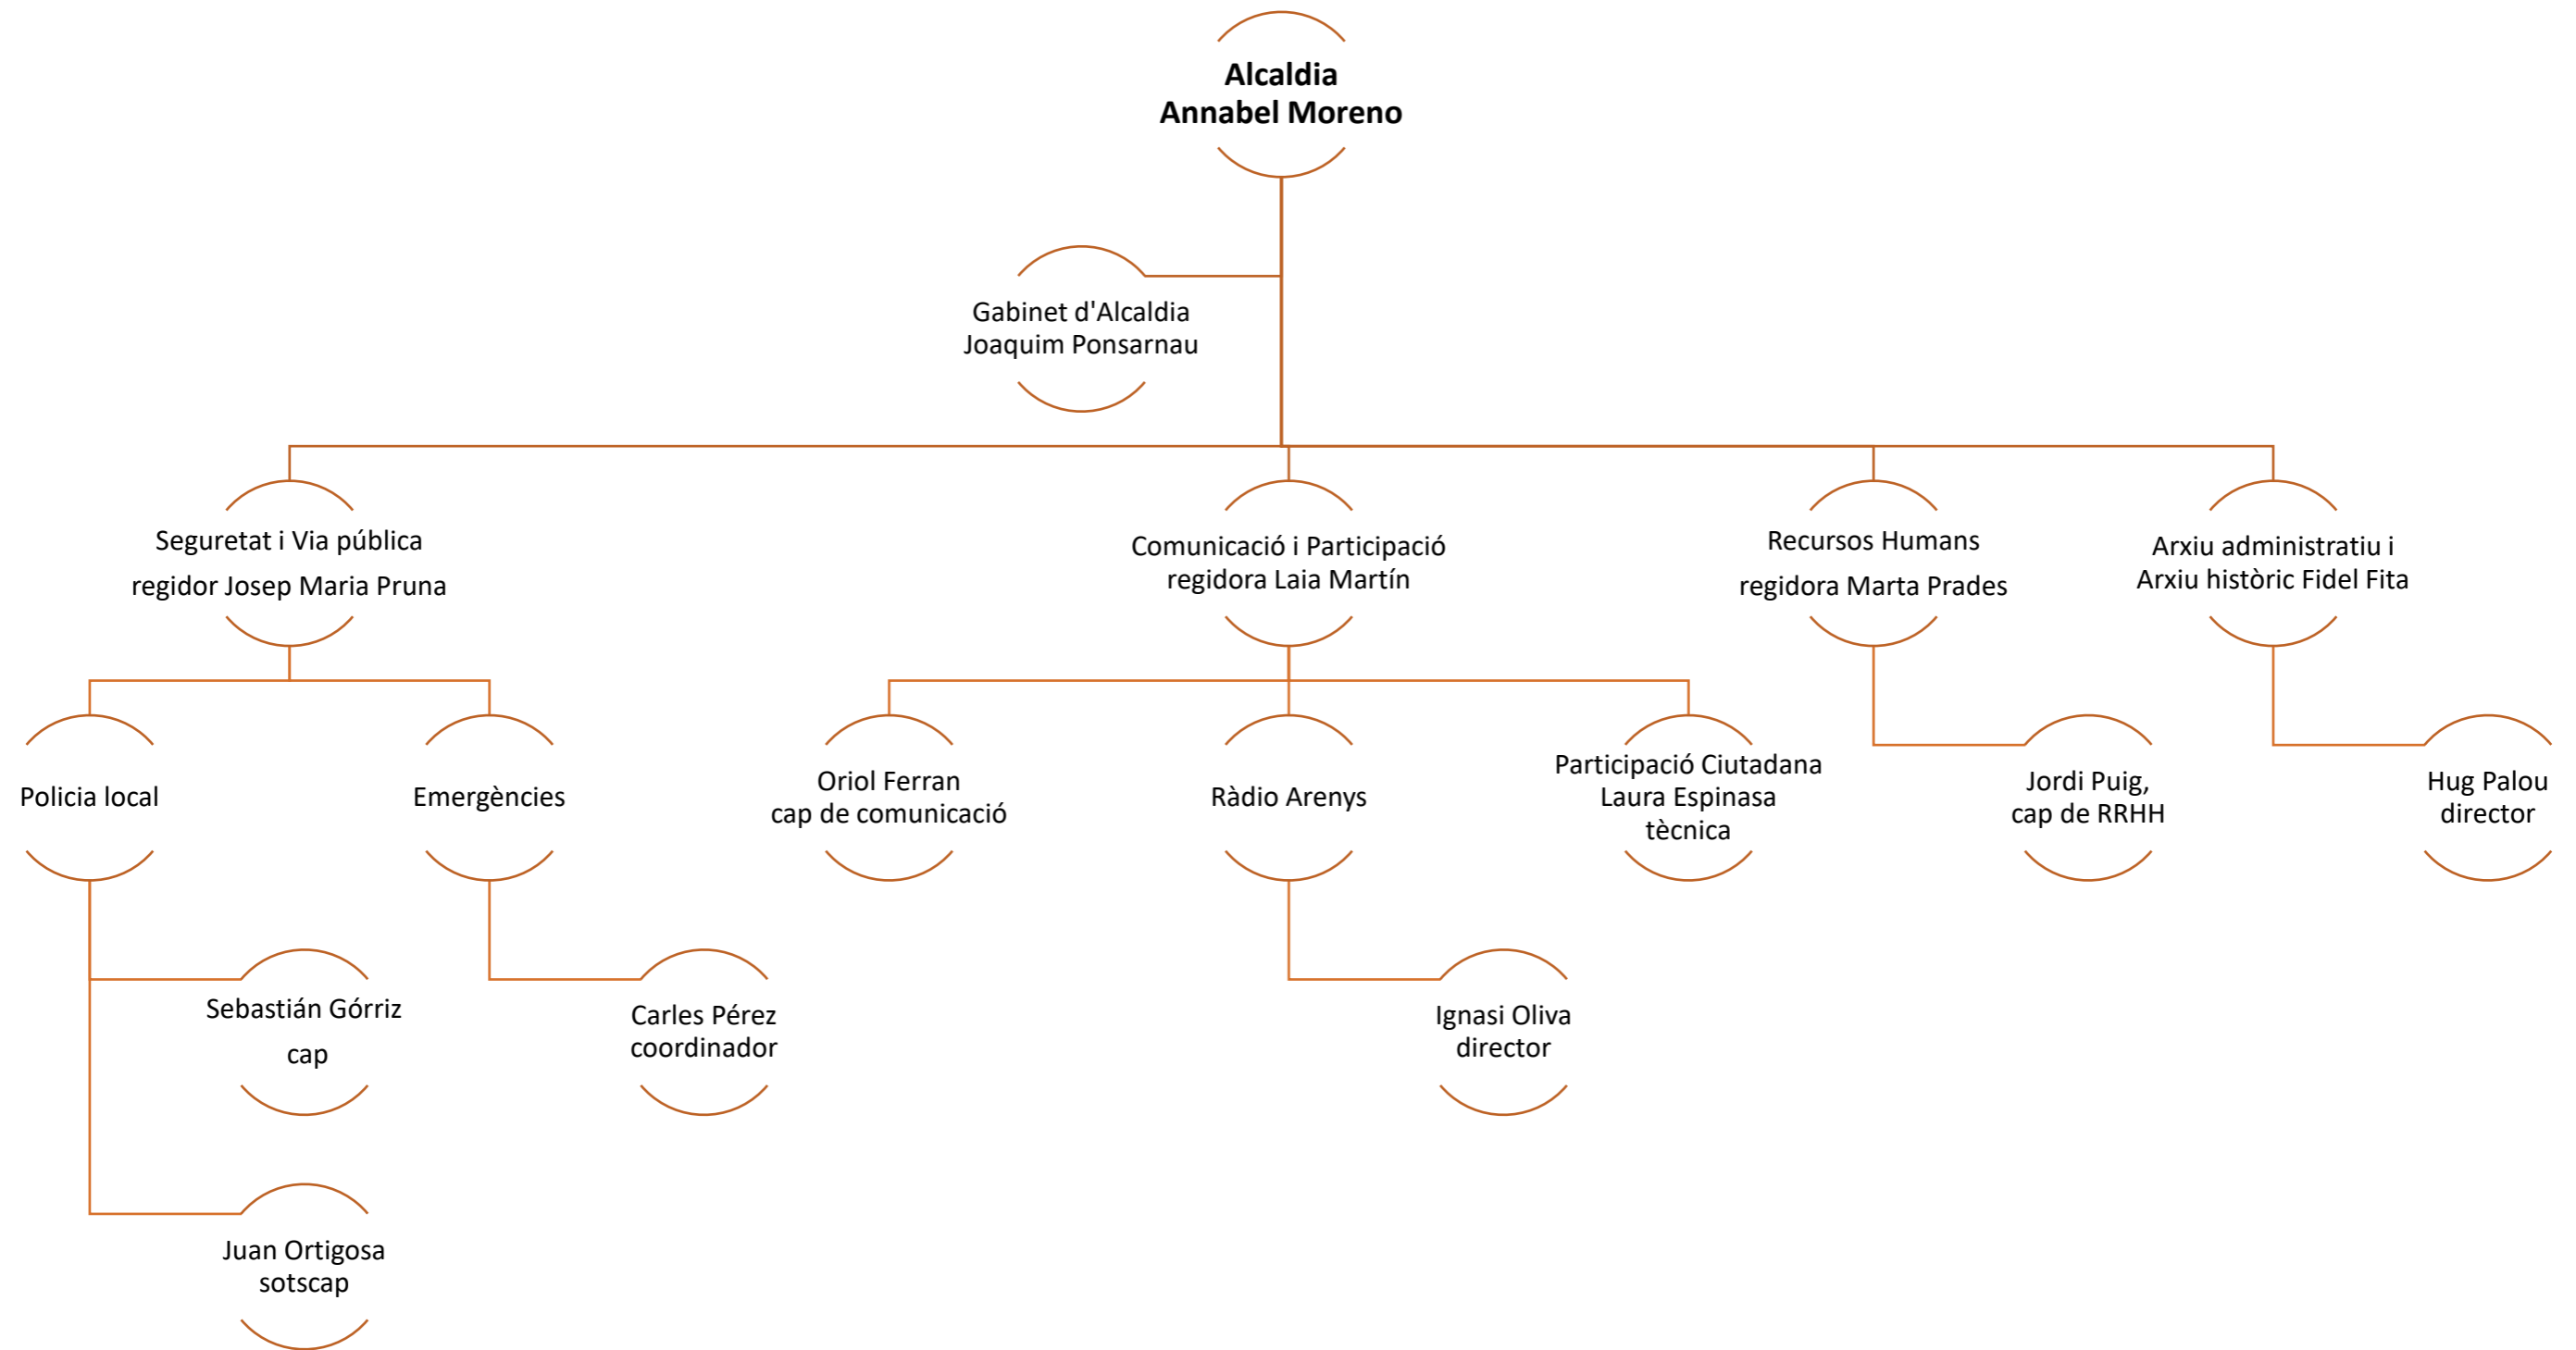 Alcaldia
Annabel Moreno
Gabinet d'Alcaldia
Joaquim Ponsarnau
Seguretat i Via pública
regidor Josep Maria Pruna
Comunicació i Participació
regidora Laia Martín
Recursos Humans
regidora Marta Prades
Arxiu administratiu i
Arxiu històric Fidel Fita
Policia local
Emergències
Oriol Ferran
cap de comunicació
Ràdio Arenys
Participació Ciutadana
Laura Espinasa
tècnica
Jordi Puig,
cap de RRHH
Hug Palou
director
Sebastián Górriz
cap
Carles Pérez
coordinador
Ignasi Oliva
director
Juan Ortigosa
sotscap